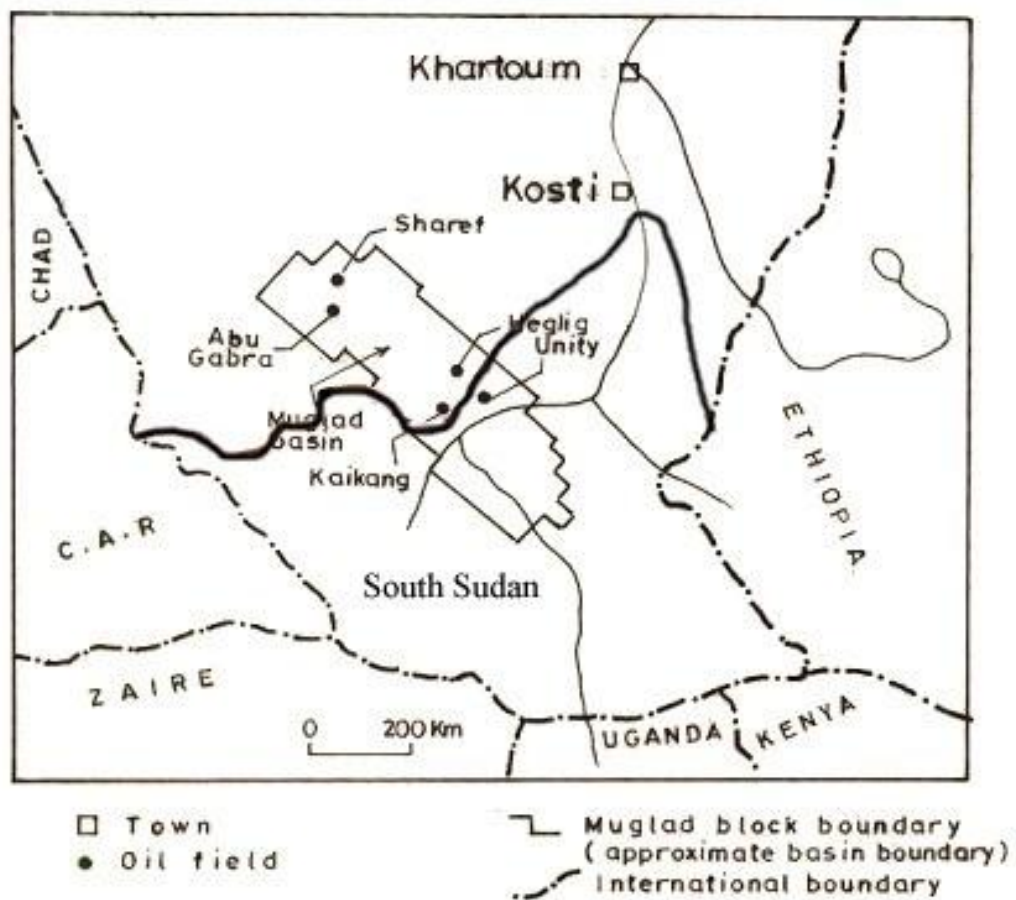 Khartoum
Kosti
Sharef
CHAD
Heglig
Abu
Gabra
Unity
Muglad
Basin
Kaikang
ETHIOPIA
C.A.R
South Sudan
ZAIRE
0 200 Km
UGANDA
KENYA
Town
Oil field
Muglad block boundary
( approximate basin boundary)
International boundary